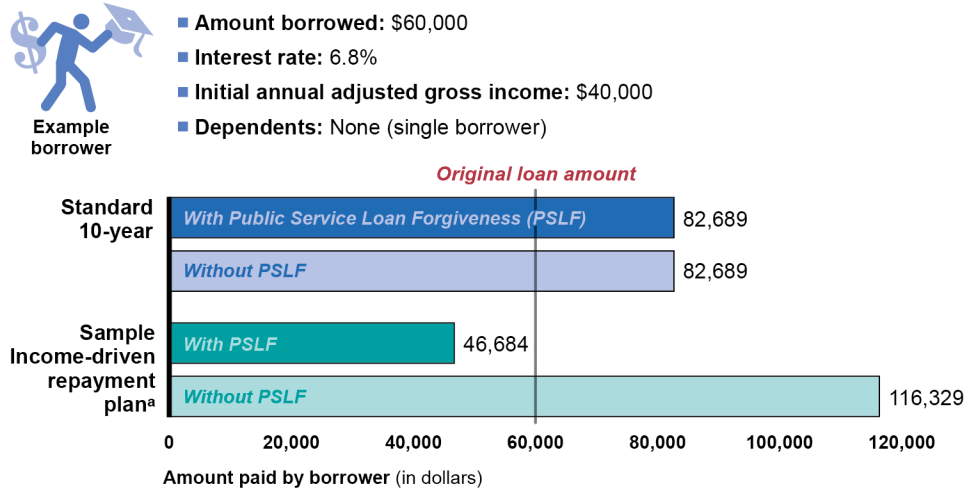 $
Example
borrower
■ Amount borrowed: $60,000
■ Interest rate: 6.8%
■ Initial annual adjusted gross income: $40,000
■ Dependents: None (single borrower)
Original loan amount
Standard
10-year
With Public Service Loan Forgiveness (PSLF)
82,689
Without PSLF
82,689
Sample
Income-driven
repayment
planᵃ
With PSLF
46,684
Without PSLF
116,329
0 20,000 40,000 60,000 80,000 100,000 120,000
Amount paid by borrower (in dollars)